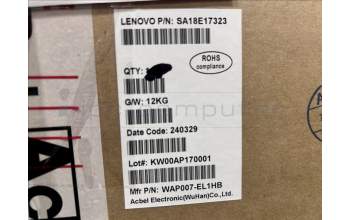 LENOVO P/N: SA18E17323
QTY:
ROHS
compliance
G/W: 12KG
Date Code: 240329
Lot#: KW00AP170001
Mfr P/N: WAP007-EL1HB
Acbel Electronic(WuHan)Co.,Ltd.
AC